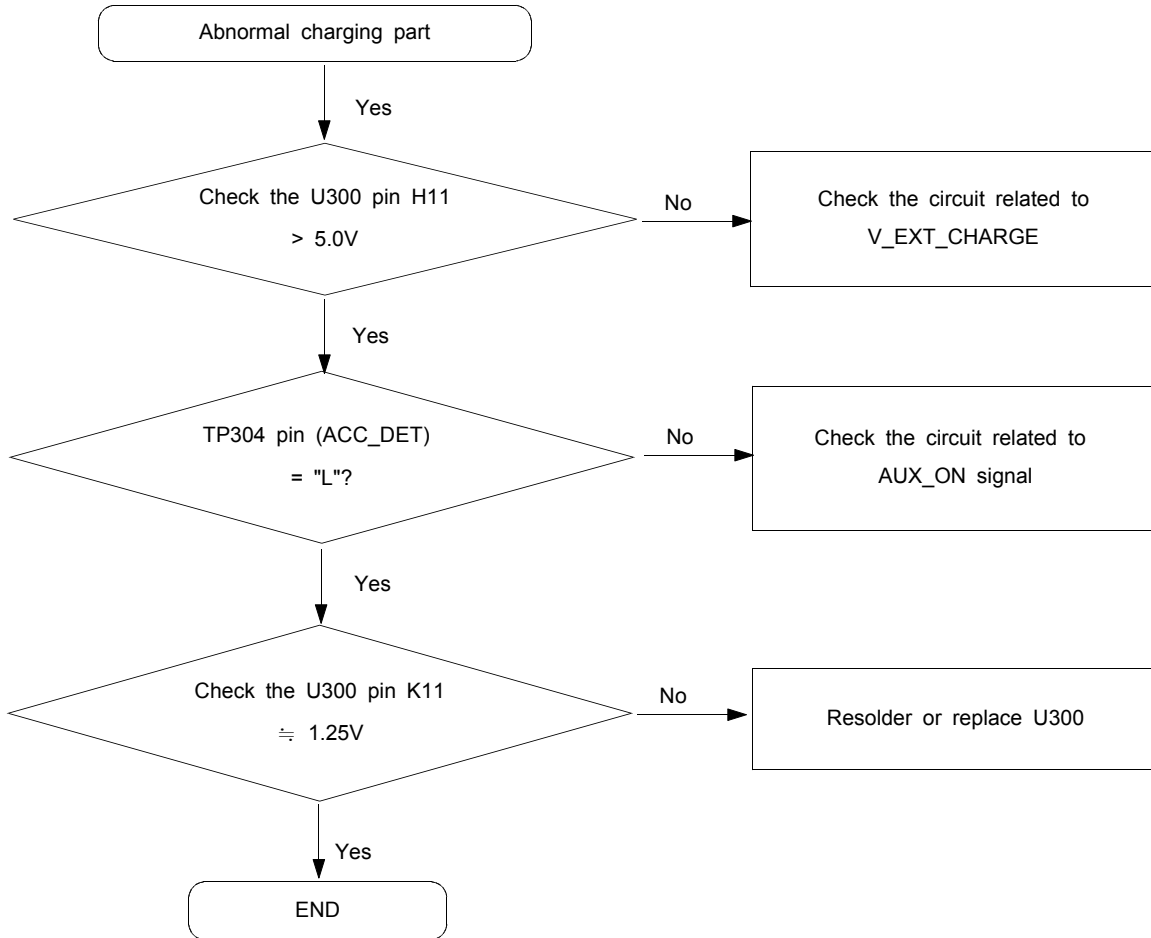 Abnormal charging part
Yes
Check the U300 pin H11
> 5.0V
No
Check the circuit related to
V_EXT_CHARGE
Yes
TP304 pin (ACC_DET)
= "L"?
No
Check the circuit related to
AUX_ON signal
Yes
Check the U300 pin K11
≒ 1.25V
No
Resolder or replace U300
Yes
END